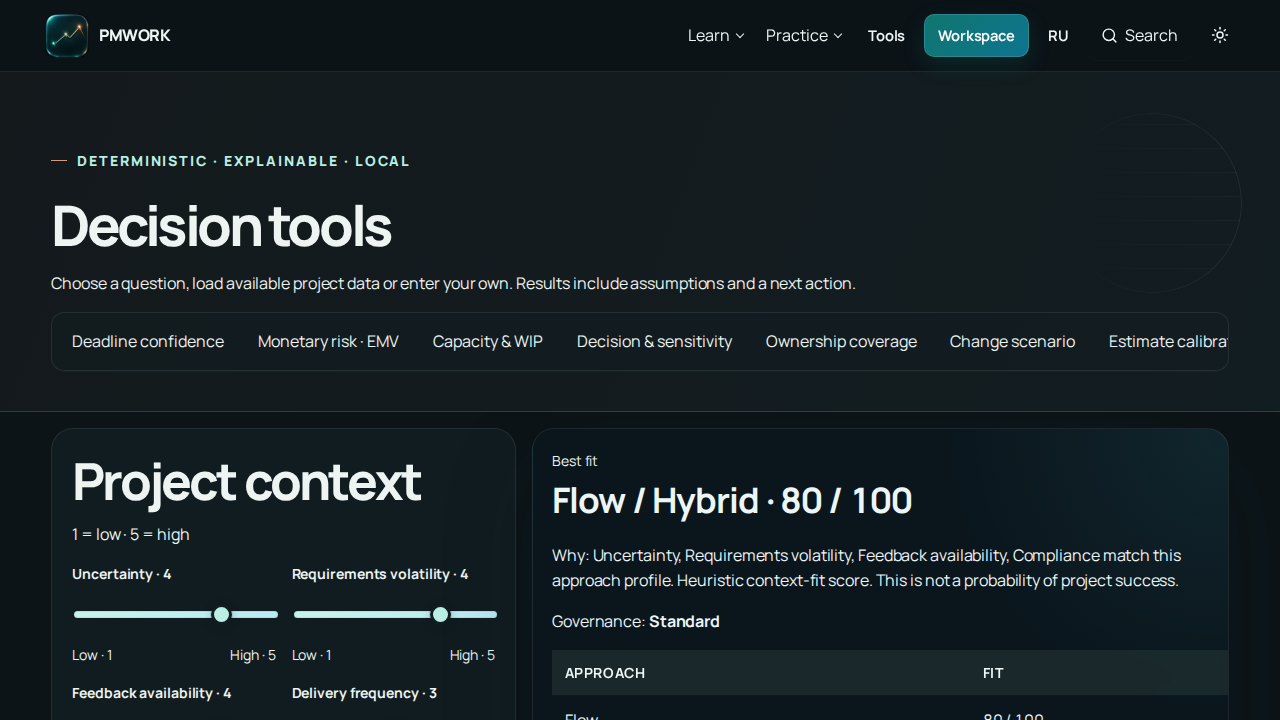 PMWORK
Learn
Practice
Tools
Workspace
RU
Search
DETERMINISTIC · EXPLAINABLE · LOCAL
Decision tools
Choose a question, load available project data or enter your own. Results include assumptions and a next action.
Deadline confidence
Monetary risk · EMV
Capacity & WIP
Decision & sensitivity
Ownership coverage
Change scenario
Estimate calibra
Project context
1 = low · 5 = high
Uncertainty · 4
Requirements volatility · 4
Low · 1
High · 5
Low · 1
High · 5
Feedback availability · 4
Delivery frequency · 3
Best fit
Flow / Hybrid · 80 / 100
Why: Uncertainty, Requirements volatility, Feedback availability, Compliance match this
approach profile. Heuristic context-fit score. This is not a probability of project success.
Governance: Standard
APPROACH
FIT
Flow
80 / 100